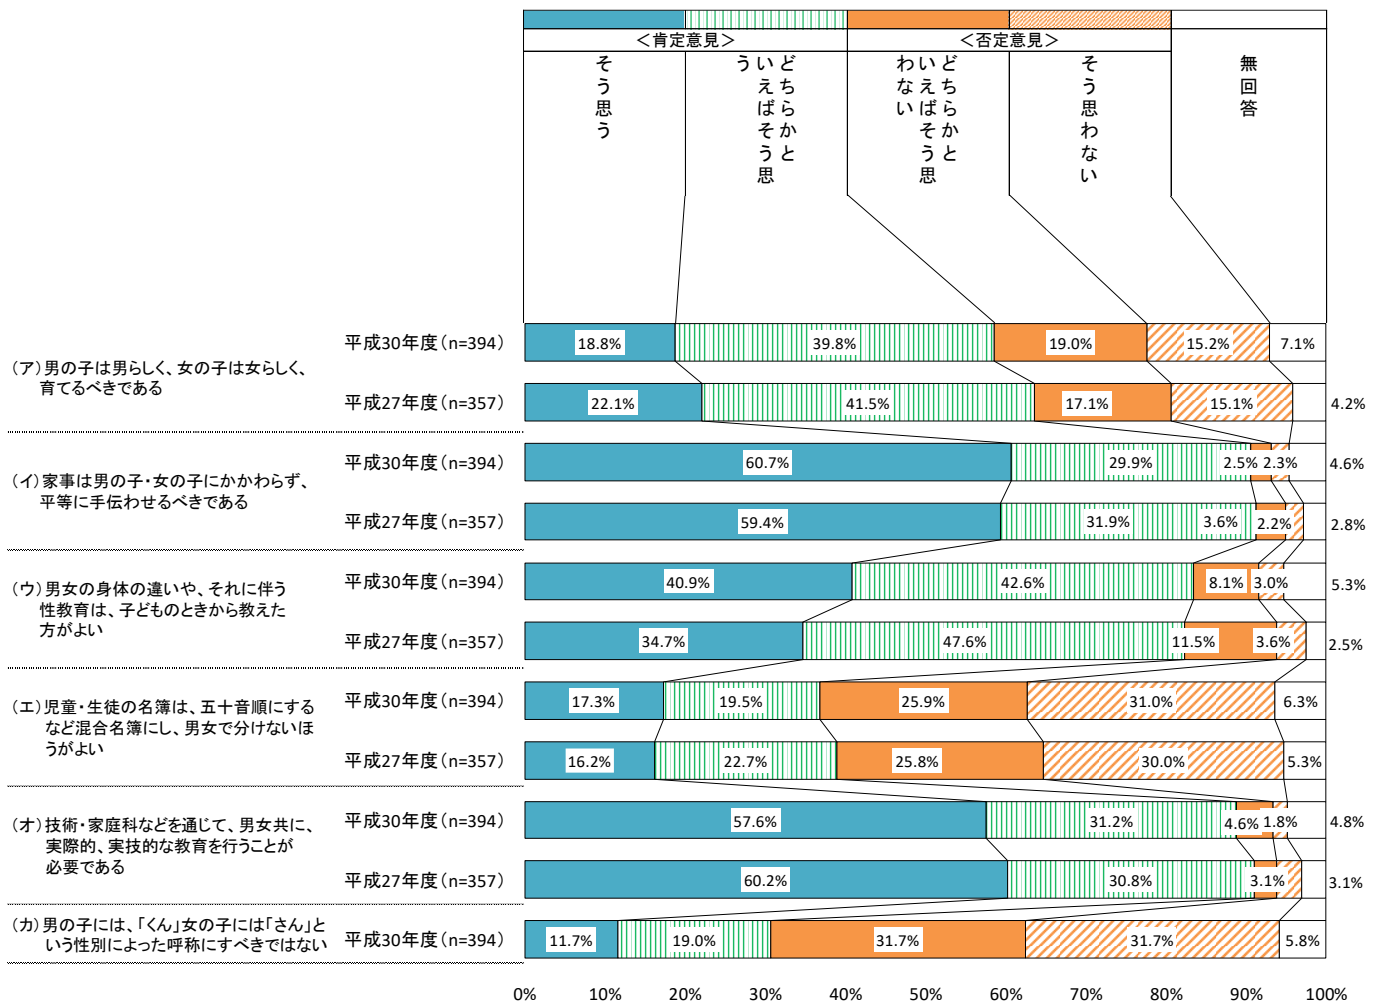 ＜肯定意見＞
＜否定意見＞
そう思う
どちらかと
いえばそう思
う
どちらかと
いえばそう思
わない
そう思わない
無回答
(ア)男の子は男らしく、女の子は女らしく、
育てるべきである
平成30年度(n=394)
18.8%
39.8%
19.0%
15.2%
7.1%
平成27年度(n=357)
22.1%
41.5%
17.1%
15.1%
4.2%
(イ)家事は男の子・女の子にかかわらず、
平等に手伝わせるべきである
平成30年度(n=394)
60.7%
29.9%
2.5%
2.3%
4.6%
平成27年度(n=357)
59.4%
31.9%
3.6%
2.2%
2.8%
(ウ)男女の身体の違いや、それに伴う
性教育は、子どものときから教えた
方がよい
平成30年度(n=394)
40.9%
42.6%
8.1%
3.0%
5.3%
平成27年度(n=357)
34.7%
47.6%
11.5%
3.6%
2.5%
(エ)児童・生徒の名簿は、五十音順にする
など混合名簿にし、男女で分けないほ
うがよい
平成30年度(n=394)
17.3%
19.5%
25.9%
31.0%
6.3%
平成27年度(n=357)
16.2%
22.7%
25.8%
30.0%
5.3%
(オ)技術・家庭科などを通じて、男女共に、
実際的、実技的な教育を行うことが
必要である
平成30年度(n=394)
57.6%
31.2%
4.6%
1.8%
4.8%
平成27年度(n=357)
60.2%
30.8%
3.1%
3.1%
(カ)男の子には、「くん」女の子には「さん」と
いう性別によった呼称にすべきではない
平成30年度(n=394)
11.7%
19.0%
31.7%
31.7%
5.8%
0%
10%
20%
30%
40%
50%
60%
70%
80%
90%
100%